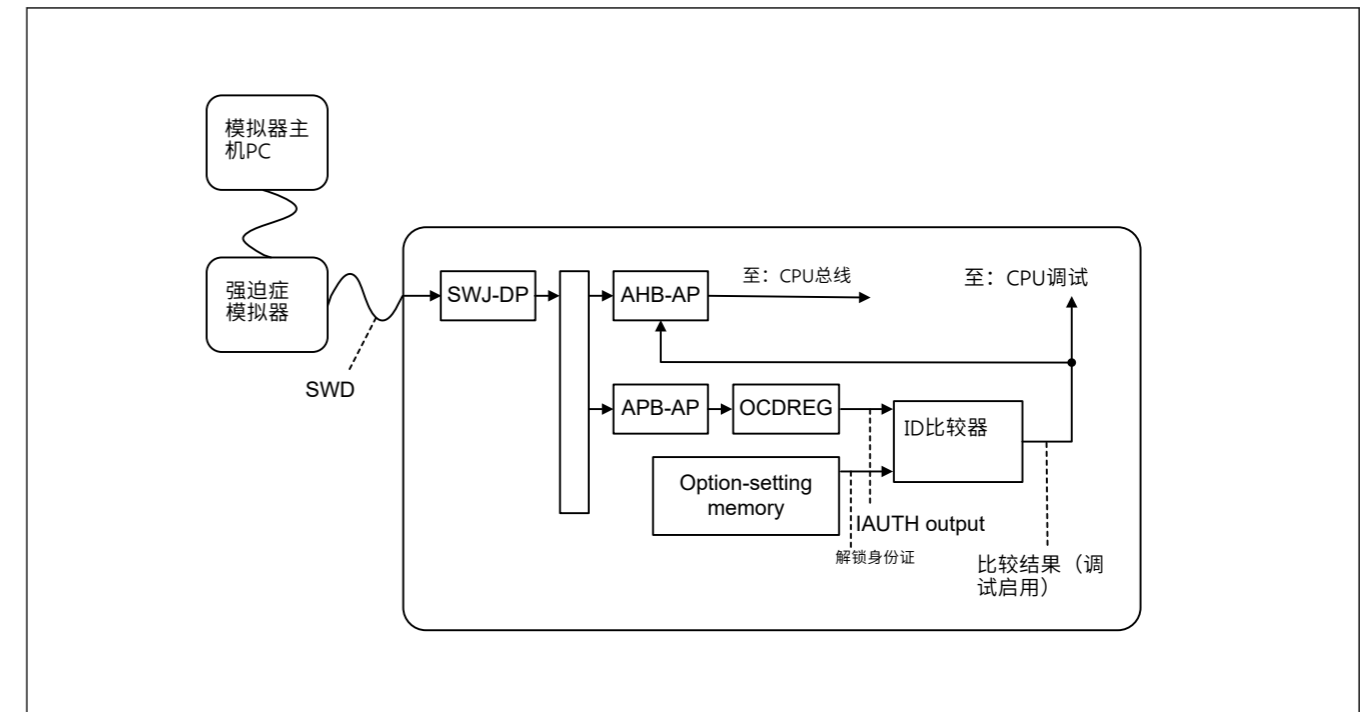 模拟器主
机PC
强迫症
模拟器
SWD
SWJ-DP
AHB-AP
至：CPU总线
至：CPU调试
APB-AP
OCDREG
ID比较器
Option-setting
memory
IAUTH output
解锁身份证
比较结果（调
试启用）